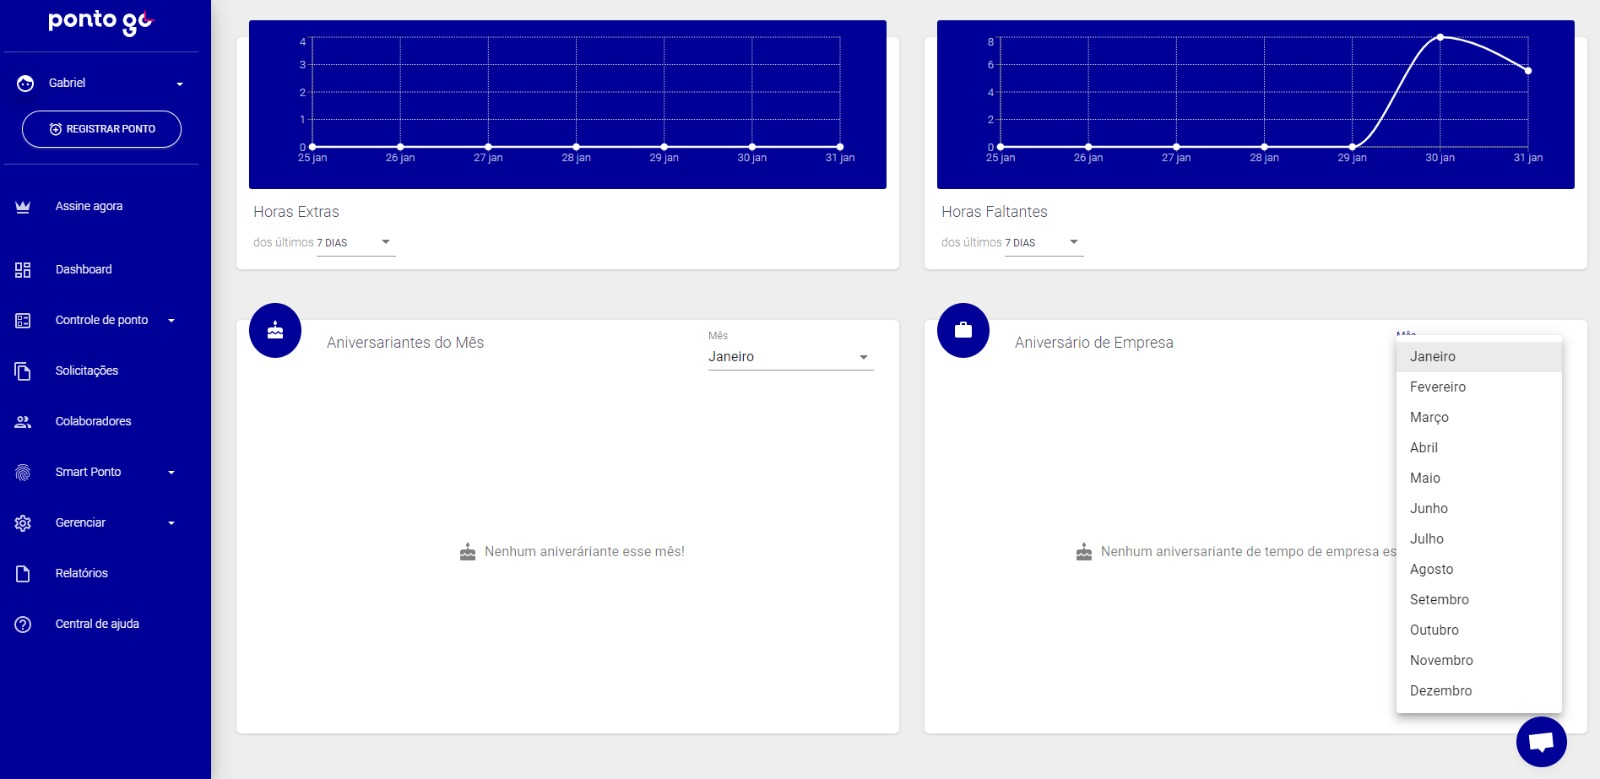 ponto go
Gabriel
REGISTRAR PONTO
Assine agora
Dashboard
Controle de ponto
Solicitações
Colaboradores
Smart Ponto
Gerenciar
Relatórios
Central de ajuda
4
3
2
1
0
25 jan 26 jan 27 jan 28 jan 29 jan 30 jan 31 jan
Horas Extras
dos últimos 7 DIAS
8
6
4
2
0
25 jan 26 jan 27 jan 28 jan 29 jan 30 jan 31 jan
Horas Faltantes
dos últimos 7 DIAS
Aniversariantes do Mês
Mês
Janeiro
Nenhum aniveráriante esse mês!
Aniversário de Empresa
Mês
Nenhum aniversariante de tempo de empresa es
Janeiro
Fevereiro
Março
Abril
Maio
Junho
Julho
Agosto
Setembro
Outubro
Novembro
Dezembro